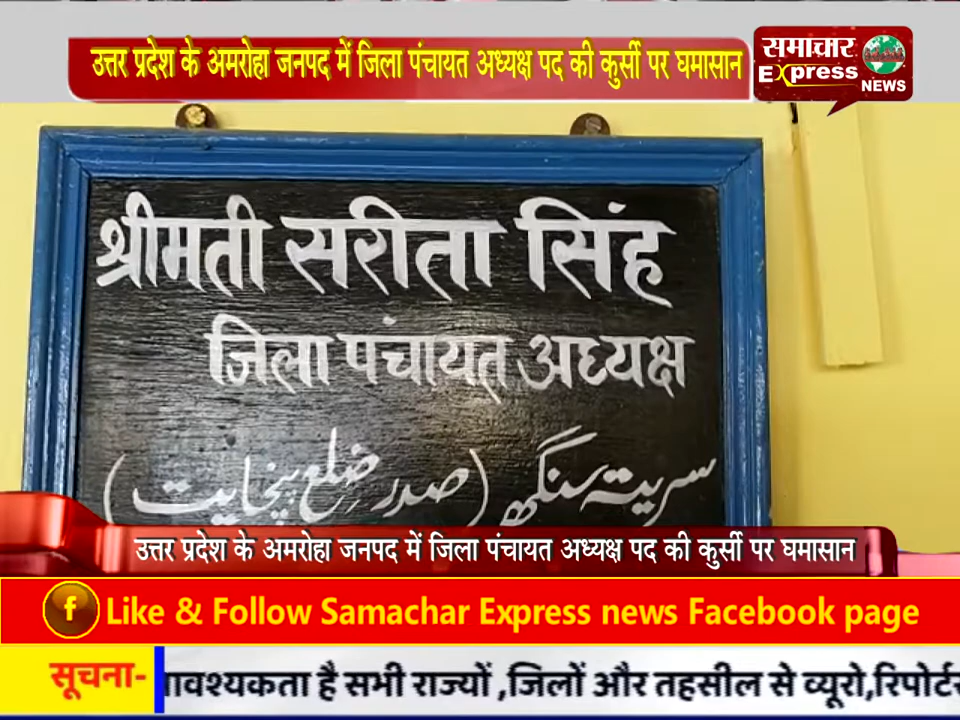 उत्तर प्रदेश के अमरोहा जनपद में जिला पंचायत अध्यक्ष पद की कुर्सी पर घमासान
समाचार
Express
NEWS
श्रीमती सरीता सिंह
जिला पंचायत अध्यक्ष
سریتہ سنگھ (صدر ضلع پنچایت)
उत्तर प्रदेश के अमरोहा जनपद में जिला पंचायत अध्यक्ष पद की कुर्सी पर घमासान
f Like & Follow Samachar Express news Facebook page
सूचना- ावश्यकता है सभी राज्यों ,जिलों और तहसील से व्यूरो,रिपोर्टर